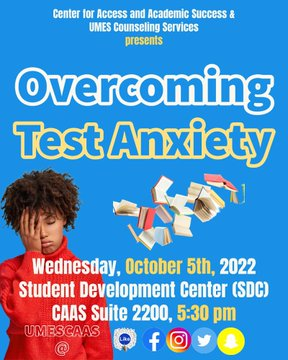 Center for Access and Academic Success &
UMES Counseling Services
presents
Overcoming
Test Anxiety
Wednesday, October 5th, 2022
Student Development Center (SDC)
CAAS Suite 2200, 5:30 pm
UMESCAAS
@
Like